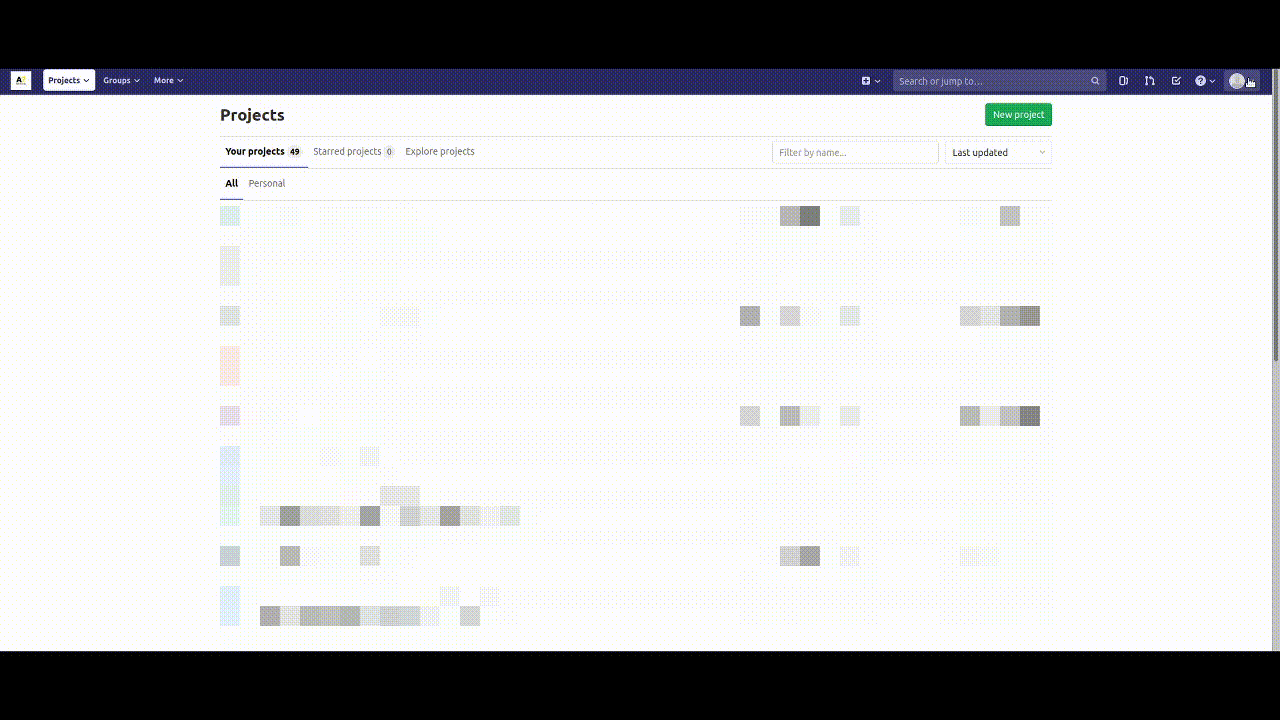 Projects Groups More Search or jump to...
Projects
New project
Your projects 49 Starred projects 0 Explore projects Filter by name... Last updated
All Personal